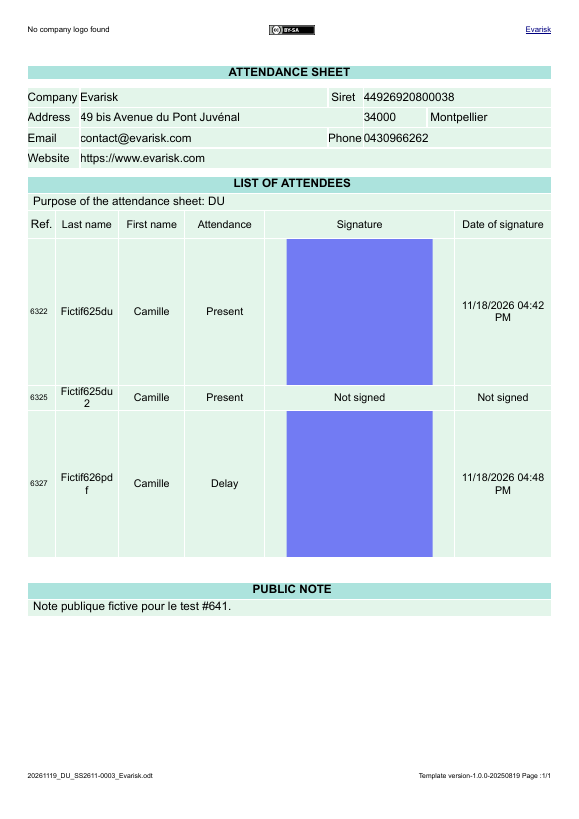 No company logo found
CC BY-SA
Evarisk
ATTENDANCE SHEET
Company Evarisk Siret 44926920800038
Address 49 bis Avenue du Pont Juvénal 34000 Montpellier
Email contact@evarisk.com Phone 0430966262
Website https://www.evarisk.com
LIST OF ATTENDEES
Purpose of the attendance sheet: DU
Ref. Last name First name Attendance Signature Date of signature
6322 Fictif625du Camille Present 11/18/2026 04:42
PM
6325 Fictif625du
2 Camille Present Not signed Not signed
6327 Fictif626pd
f Camille Delay 11/18/2026 04:48
PM
PUBLIC NOTE
Note publique fictive pour le test #641.
20261119_DU_SS2611-0003_Evarisk.odt
Template version-1.0.0-20250819 Page :1/1